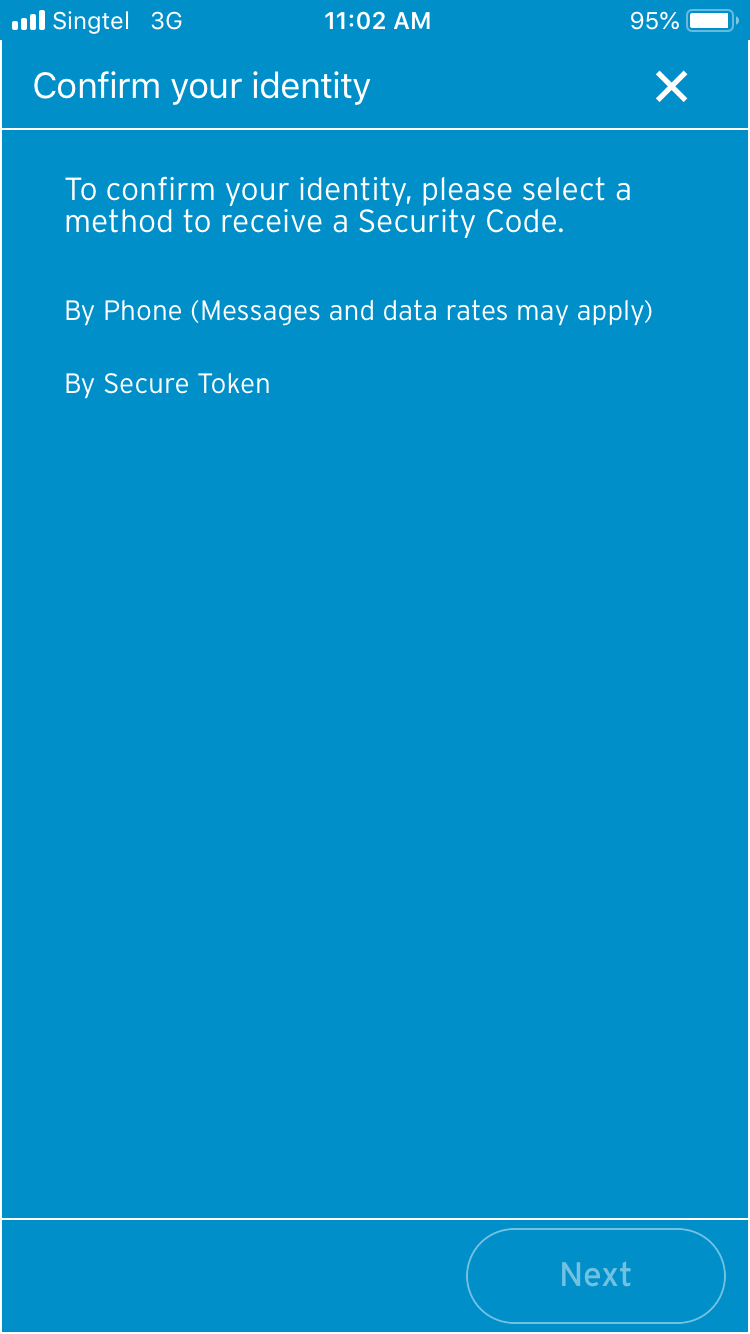 Singtel 3G 11:02 AM 95%
Confirm your identity
To confirm your identity, please select a
method to receive a Security Code.
By Phone (Messages and data rates may apply)
By Secure Token
Next